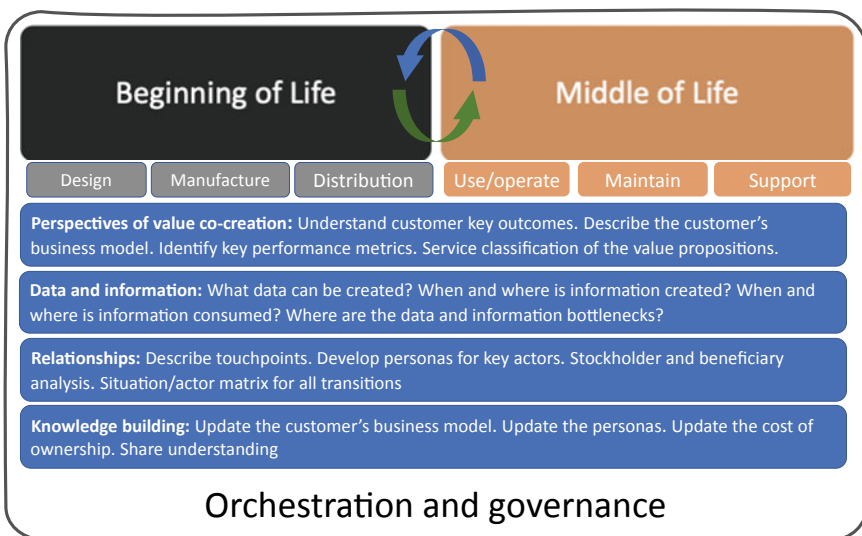 Beginning of Life
Middle of Life
Design
Manufacture
Distribution
Use/operate
Maintain
Support
Perspectives of value co-creation: Understand customer key outcomes. Describe the customer’s
business model. Identify key performance metrics. Service classification of the value propositions.
Data and information: What data can be created? When and where is information created? When and
where is information consumed? Where are the data and information bottlenecks?
Relationships: Describe touchpoints. Develop personas for key actors. Stockholder and beneficiary
analysis. Situation/actor matrix for all transitions
Knowledge building: Update the customer’s business model. Update the personas. Update the cost of
ownership. Share understanding
Orchestration and governance